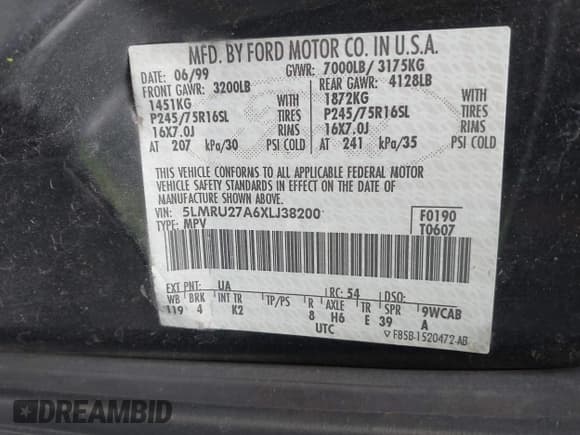 MFD. BY FORD MOTOR CO. IN U.S.A.
DATE: 06/99 GVWR: 7000LB/ 3175KG
FRONT GAWR: 3200LB REAR GAWR: 4128LB
1451KG WITH 1872KG WITH
P245/75R16SL TIRES P245/75R16SL TIRES
16X7.0J RIMS 16X7.0J RIMS
AT 207 kPa/30 PSI COLD AT 241 kPa/35 PSI COLD
THIS VEHICLE CONFORMS TO ALL APPLICABLE FEDERAL MOTOR
VEHICLE SAFETY STANDARDS IN EFFECT ON THE DATE OF
MANUFACTURE SHOWN ABOVE.
VIN: 5LMRU27A6XLJ38200 F0190
TYPE: MPV T0607
EXT PNT: UA RC: 54 DSO:
WB BRK INT TR TP/PS R AXLE TR SPR 9WCAB
119 4 K2 8 H6 E 39 A
UTC
▽ F85B-1520472-AB
DREAMBID